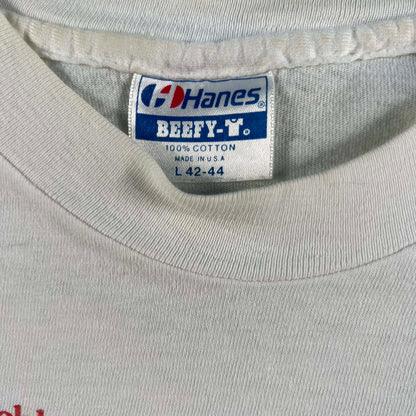 Hanes®
BEEFY-T®
100% COTTON
MADE IN U.S.A
L 42-44